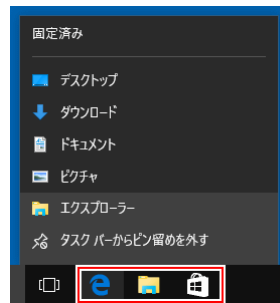 固定済み
デスクトップ
ダウンロード
ドキュメント
ピクチャ
エクスプローラー
タスク バーからピン留めを外す